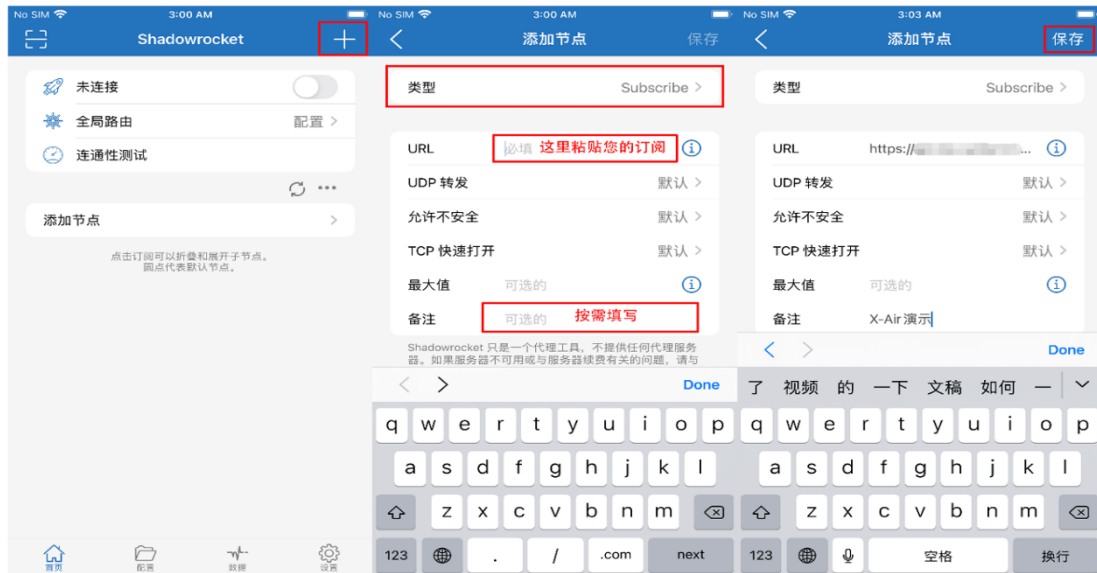 No SIM
3:00 AM
Shadowrocket
未连接
全局路由
配置
连通性测试
添加节点
点击订阅可以折叠和展开子节点。
圆点代表默认节点。
首页
配置
数据
设置
No SIM
3:00 AM
添加节点
保存
类型
Subscribe
URL
必填
这里粘贴您的订阅
UDP 转发
默认
允许不安全
默认
TCP 快速打开
默认
最大值
可选的
备注
可选的
按需填写
Shadowrocket 只是一个代理工具，不提供任何代理服务
器。如果服务器不可用或与服务器续费有关的问题，请与
Done
q w e r t y u i o p
a s d f g h j k l
z x c v b n m
123 . / .com next
No SIM
3:03 AM
添加节点
保存
类型
Subscribe
URL
https://
...
UDP 转发
默认
允许不安全
默认
TCP 快速打开
默认
最大值
可选的
备注
X-Air 演示
Done
了 视频 的 一下 文稿 如何 一
q w e r t y u i o p
a s d f g h j k l
z x c v b n m
123 空格 换行